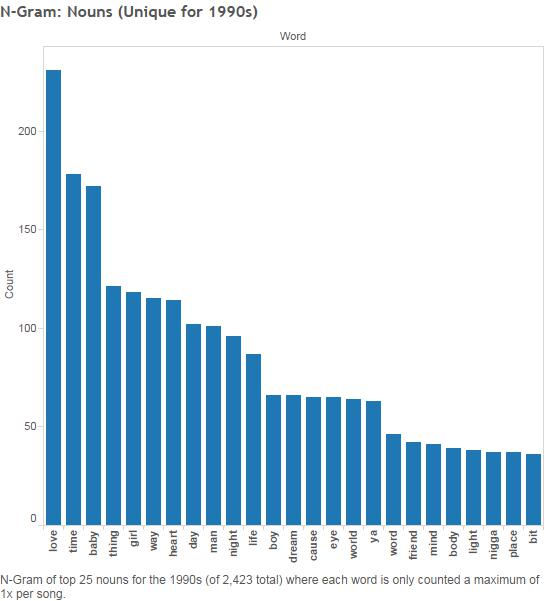 N-Gram: Nouns (Unique for 1990s)
Word
Count
200
150
100
50
0
love
time
baby
thing
girl
way
heart
day
man
night
life
boy
dream
cause
eye
world
ya
word
friend
mind
body
light
nigga
place
bit
N-Gram of top 25 nouns for the 1990s (of 2,423 total) where each word is only counted a maximum of
1x per song.